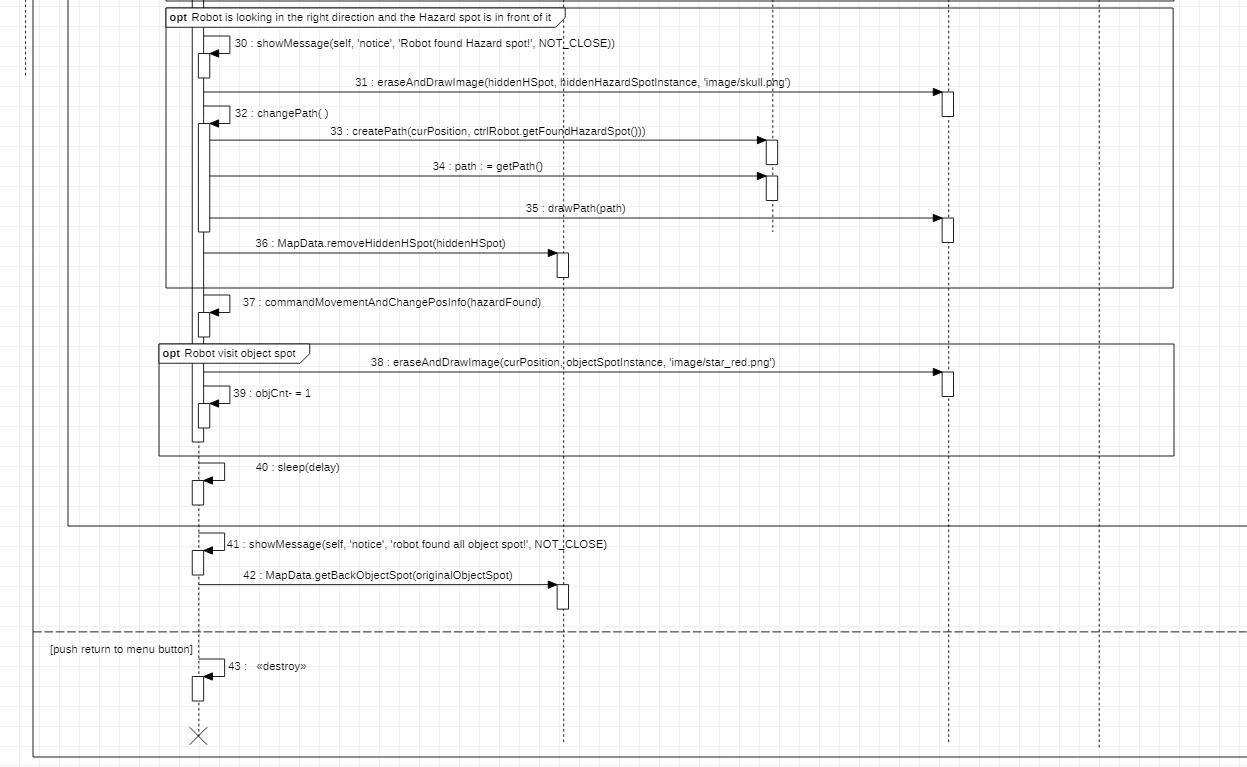 opt Robot is looking in the right direction and the Hazard spot is in front of it
30 : showMessage(self, 'notice', 'Robot found Hazard spot!', NOT_CLOSE))
31 : eraseAndDrawImage(hiddenHSpot, hiddenHazardSpotInstance, 'image/skull.png')
32 : changePath( )
33 : createPath(curPosition, ctrlRobot.getFoundHazardSpot()))
34 : path : = getPath()
35 : drawPath(path)
36 : MapData.removeHiddenHSpot(hiddenHSpot)
37 : commandMovementAndChangePosInfo(hazardFound)
opt Robot visit object spot
38 : eraseAndDrawImage(curPosition, objectSpotInstance, 'image/star_red.png')
39 : objCnt- = 1
40 : sleep(delay)
41 : showMessage(self, 'notice', 'robot found all object spot!', NOT_CLOSE)
42 : MapData.getBackObjectSpot(originalObjectSpot)
[push return to menu button]
43 : «destroy»